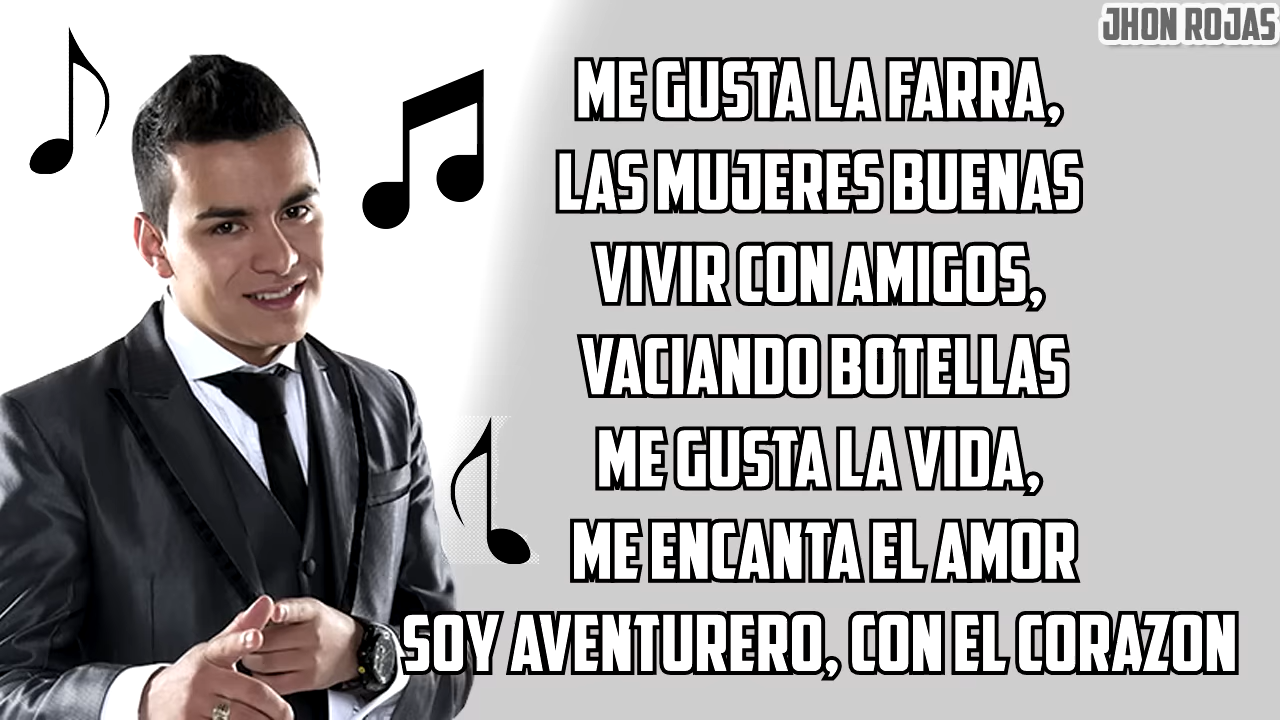 JHON ROJAS
ME GUSTA LA FARRA,
LAS MUJERES BUENAS
VIVIR CON AMIGOS,
VACIANDO BOTELLAS
ME GUSTA LA VIDA,
ME ENCANTA EL AMOR
SOY AVENTURERO, CON EL CORAZON